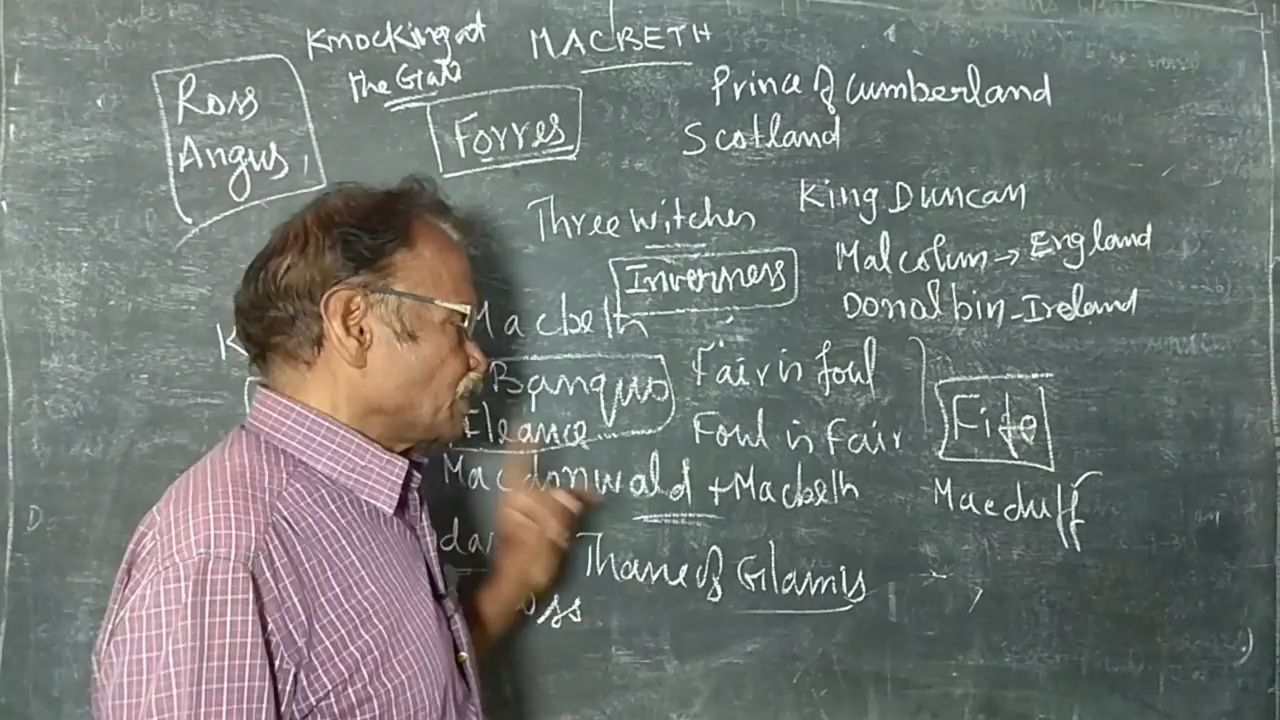 Knocking at
the Gate
MACBETH
Ross
Angus,
Forres
Prince of Cumberland
Scotland
Three witches
King Duncan
Inverness
Malcolum → England
Donalbin - Ireland
Macbeth
Banquo
Fleance
Fair is foul
Foul is Fair
Fife
Macduff
Macdonwald + Macbeth
Thane of Glamis